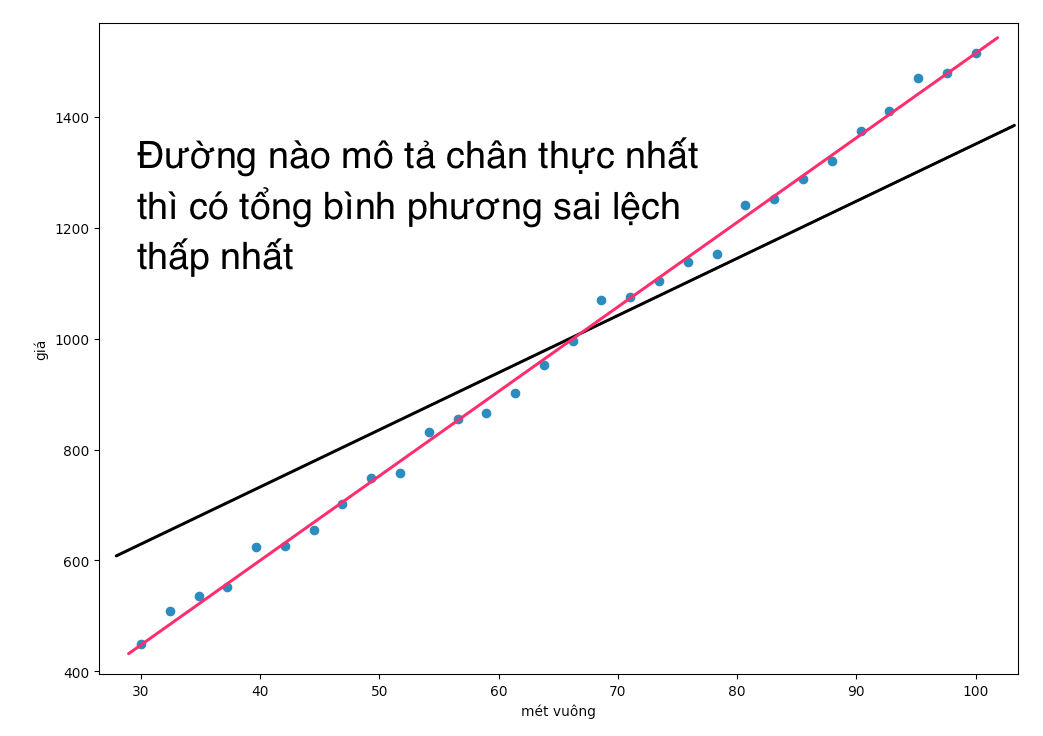 Đường nào mô tả chân thực nhất
thì có tổng bình phương sai lệch
thấp nhất
1400
1200
1000
800
600
400
giá
30 40 50 60 70 80 90 100
mét vuông